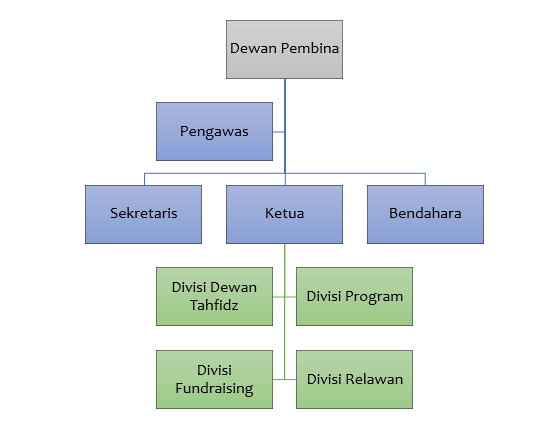 Dewan Pembina
Pengawas
Sekretaris
Ketua
Bendahara
Divisi Dewan
Tahfidz
Divisi Program
Divisi
Fundraising
Divisi Relawan